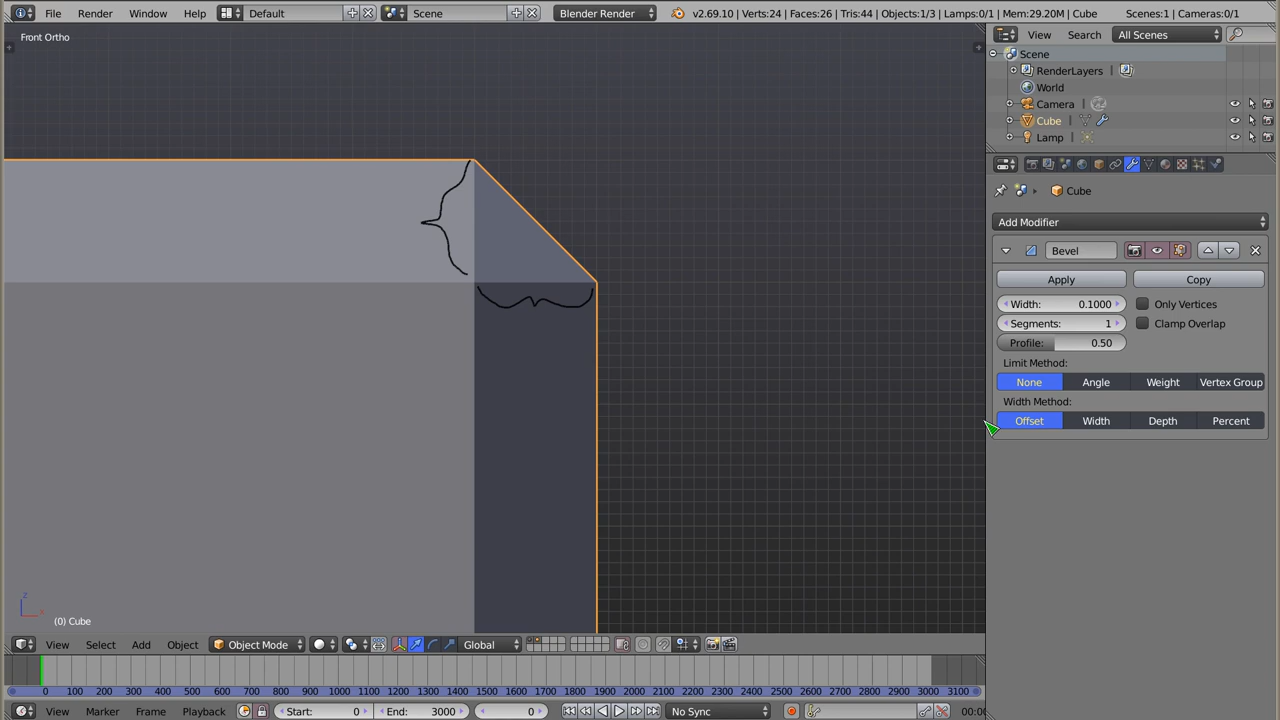 File Render Window Help Default Scene Blender Render v2.69.10 | Verts:24 | Faces:26 | Tris:44 | Objects:1/3 | Lamps:0/1 | Mem:29.20M | Cube Scenes:1 | Cameras:0/1
Front Ortho
View Search All Scenes
Scene
RenderLayers |
World
Camera
Cube |
Lamp |
Cube
Add Modifier
Bevel
Apply Copy
Width: 0.1000 Only Vertices
Segments: 1 Clamp Overlap
Profile: 0.50
Limit Method:
None Angle Weight Vertex Group
Width Method:
Offset Width Depth Percent
z
x
(0) Cube
View Select Add Object Object Mode Global
0 100 200 300 400 500 600 700 800 900 1000 1100 1200 1300 1400 1500 1600 1700 1800 1900 2000 2100 2200 2300 2400 2500 2600 2700 2800 2900 3000 3100
View Marker Frame Playback Start: 0 End: 3000 0 No Sync 00:0